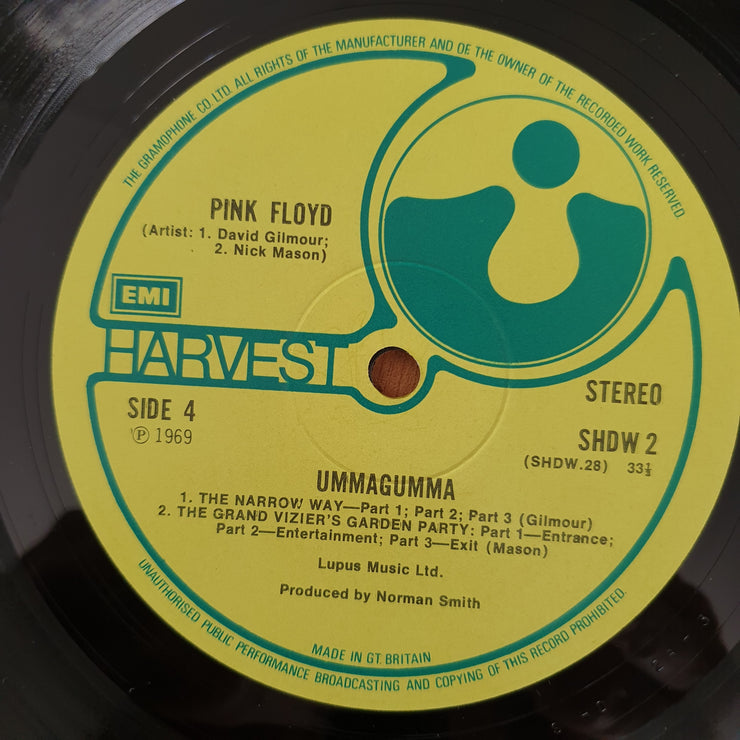 THE GRAMOPHONE CO. LTD. ALL RIGHTS OF THE MANUFACTURER AND OF THE OWNER OF THE RECORDED WORK RESERVED.
PINK FLOYD
(Artist: 1. David Gilmour;
2. Nick Mason)
EMI
HARVEST
SIDE 4
Ⓟ 1969
STEREO
SHDW 2
(SHDW.28) 33⅓
UMMAGUMMA
1. THE NARROW WAY—Part 1; Part 2; Part 3 (Gilmour)
2. THE GRAND VIZIER'S GARDEN PARTY: Part 1—Entrance;
Part 2—Entertainment; Part 3—Exit (Mason)
Lupus Music Ltd.
Produced by Norman Smith
MADE IN GT. BRITAIN
UNAUTHORISED PUBLIC PERFORMANCE BROADCASTING AND COPYING OF THIS RECORD PROHIBITED.